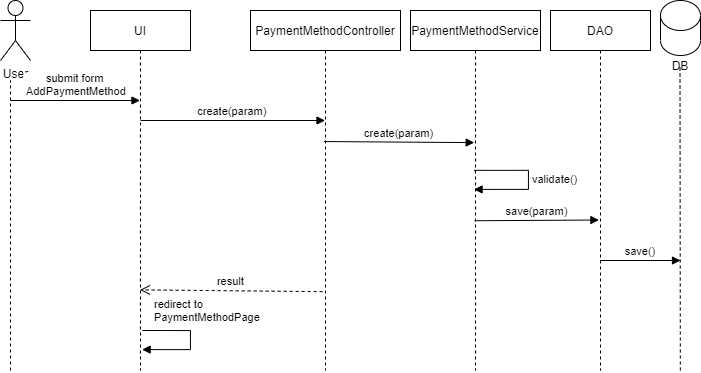 UI
PaymentMethodController
PaymentMethodService
DAO
DB
User
submit form
AddPaymentMethod
create(param)
create(param)
validate()
save(param)
save()
result
redirect to
PaymentMethodPage